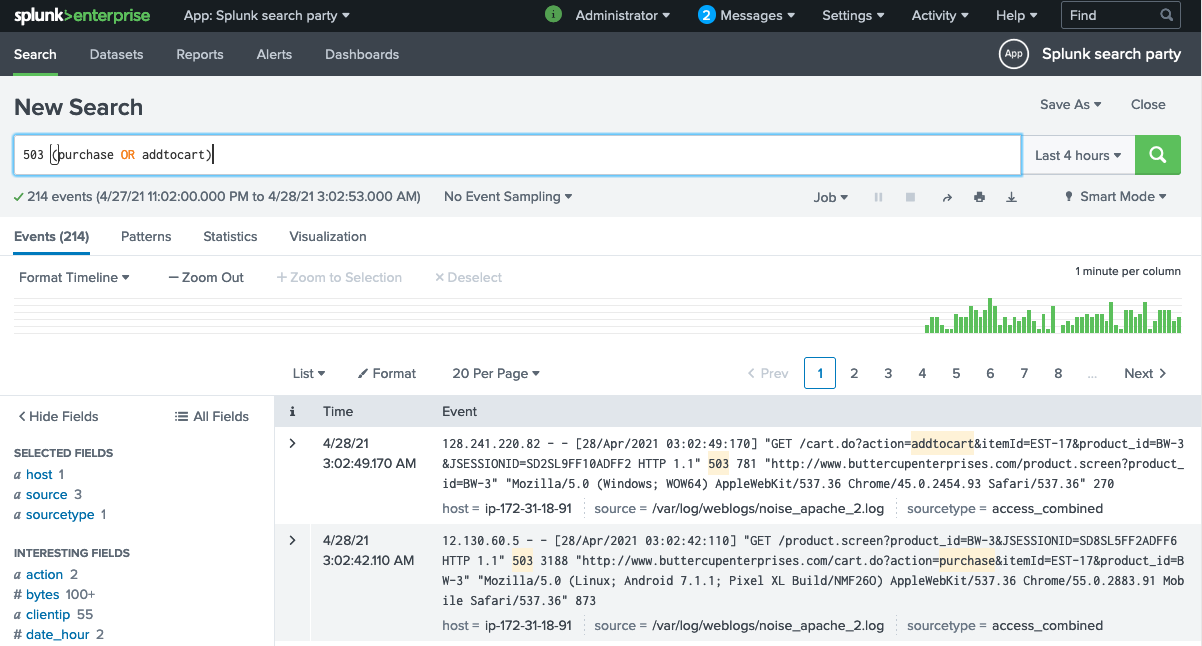 splunk>enterprise App: Splunk search party ▾ i Administrator ▾ 2 Messages ▾ Settings ▾ Activity ▾ Help ▾ Find
Search Datasets Reports Alerts Dashboards App Splunk search party
New Search Save As ▾ Close
503 (purchase OR addtocart) Last 4 hours ▾
✓ 214 events (4/27/21 11:02:00.000 PM to 4/28/21 3:02:53.000 AM) No Event Sampling ▾ Job ▾ Smart Mode ▾
Events (214) Patterns Statistics Visualization
Format Timeline ▾ — Zoom Out + Zoom to Selection × Deselect 1 minute per column
List ▾ Format 20 Per Page ▾ < Prev 1 2 3 4 5 6 7 8 ... Next >
< Hide Fields All Fields i Time Event
SELECTED FIELDS
a host 1
a source 3
a sourcetype 1
INTERESTING FIELDS
a action 2
# bytes 100+
a clientip 55
# date_hour 2
> 4/28/21 128.241.220.82 - - [28/Apr/2021 03:02:49:170] "GET /cart.do?action=addtocart&itemId=EST-17&product_id=BW-3
3:02:49.170 AM &JSESSIONID=SD2SL9FF10ADFF2 HTTP 1.1" 503 781 "http://www.buttercupenterprises.com/product.screen?product_
id=BW-3" "Mozilla/5.0 (Windows; WOW64) AppleWebKit/537.36 Chrome/45.0.2454.93 Safari/537.36" 270
host = ip-172-31-18-91 source = /var/log/weblogs/noise_apache_2.log sourcetype = access_combined
> 4/28/21 12.130.60.5 - - [28/Apr/2021 03:02:42:110] "GET /product.screen?product_id=BW-3&JSESSIONID=SD8SL5FF2ADFF6
3:02:42.110 AM HTTP 1.1" 503 3188 "http://www.buttercupenterprises.com/cart.do?action=purchase&itemId=EST-17&product_id=B
W-3" "Mozilla/5.0 (Linux; Android 7.1.1; Pixel XL Build/NMF26O) AppleWebKit/537.36 Chrome/55.0.2883.91 Mob
ile Safari/537.36" 873
host = ip-172-31-18-91 source = /var/log/weblogs/noise_apache_2.log sourcetype = access_combined